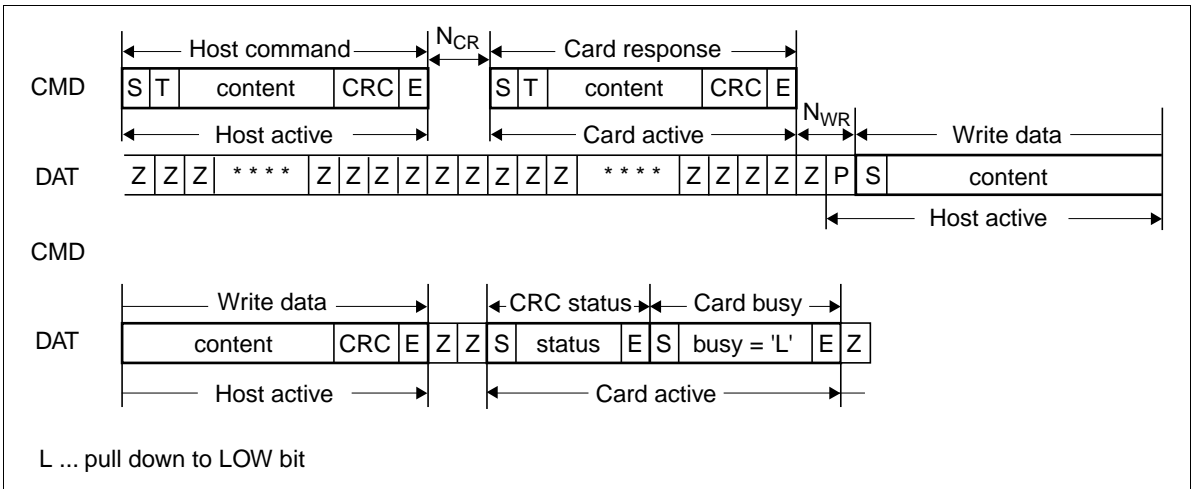 Host command N_CR Card response
CMD S T content CRC E S T content CRC E
Host active Card active N_WR Write data
DAT Z Z Z * * * * Z Z Z Z Z Z Z Z Z * * * * Z Z Z Z Z P S content
Host active
CMD
Write data CRC status Card busy
DAT content CRC E Z Z S status E S busy = 'L' E Z
Host active Card active
L ... pull down to LOW bit